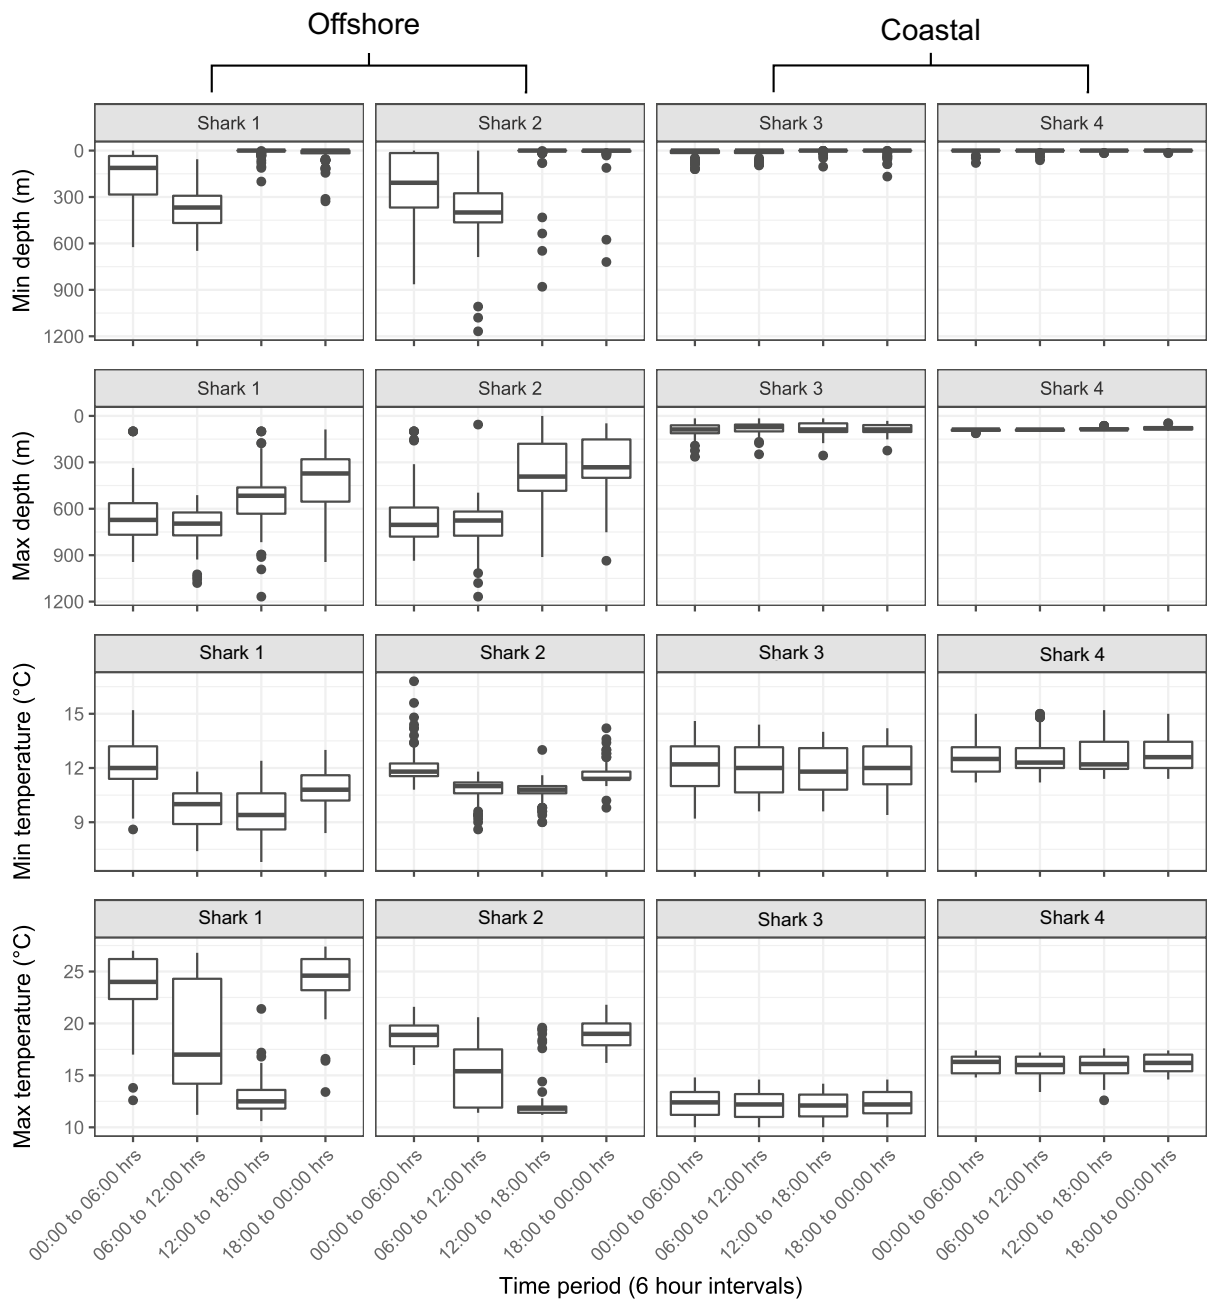 Offshore
Coastal
Shark 1
Shark 2
Shark 3
Shark 4
Min depth (m)
0
300
600
900
1200
Shark 1
Shark 2
Shark 3
Shark 4
Max depth (m)
0
300
600
900
1200
Shark 1
Shark 2
Shark 3
Shark 4
Min temperature (°C)
15
12
9
Shark 1
Shark 2
Shark 3
Shark 4
Max temperature (°C)
25
20
15
10
00:00 to 06:00 hrs
06:00 to 12:00 hrs
12:00 to 18:00 hrs
18:00 to 00:00 hrs
00:00 to 06:00 hrs
06:00 to 12:00 hrs
12:00 to 18:00 hrs
18:00 to 00:00 hrs
00:00 to 06:00 hrs
06:00 to 12:00 hrs
12:00 to 18:00 hrs
18:00 to 00:00 hrs
00:00 to 06:00 hrs
06:00 to 12:00 hrs
12:00 to 18:00 hrs
18:00 to 00:00 hrs
Time period (6 hour intervals)